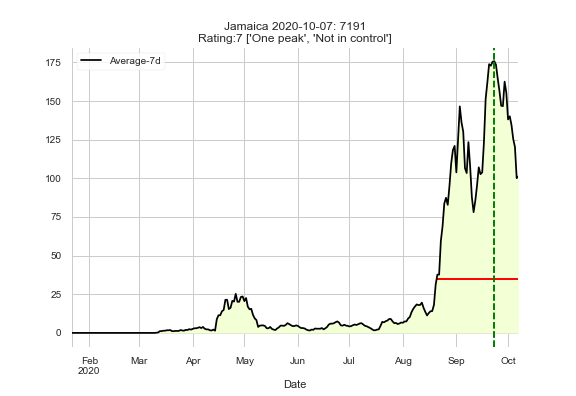 Jamaica 2020-10-07: 7191
Rating:7 ['One peak', 'Not in control']
Average-7d
175
150
125
100
75
50
25
0
Feb Mar Apr May Jun Jul Aug Sep Oct
2020
Date